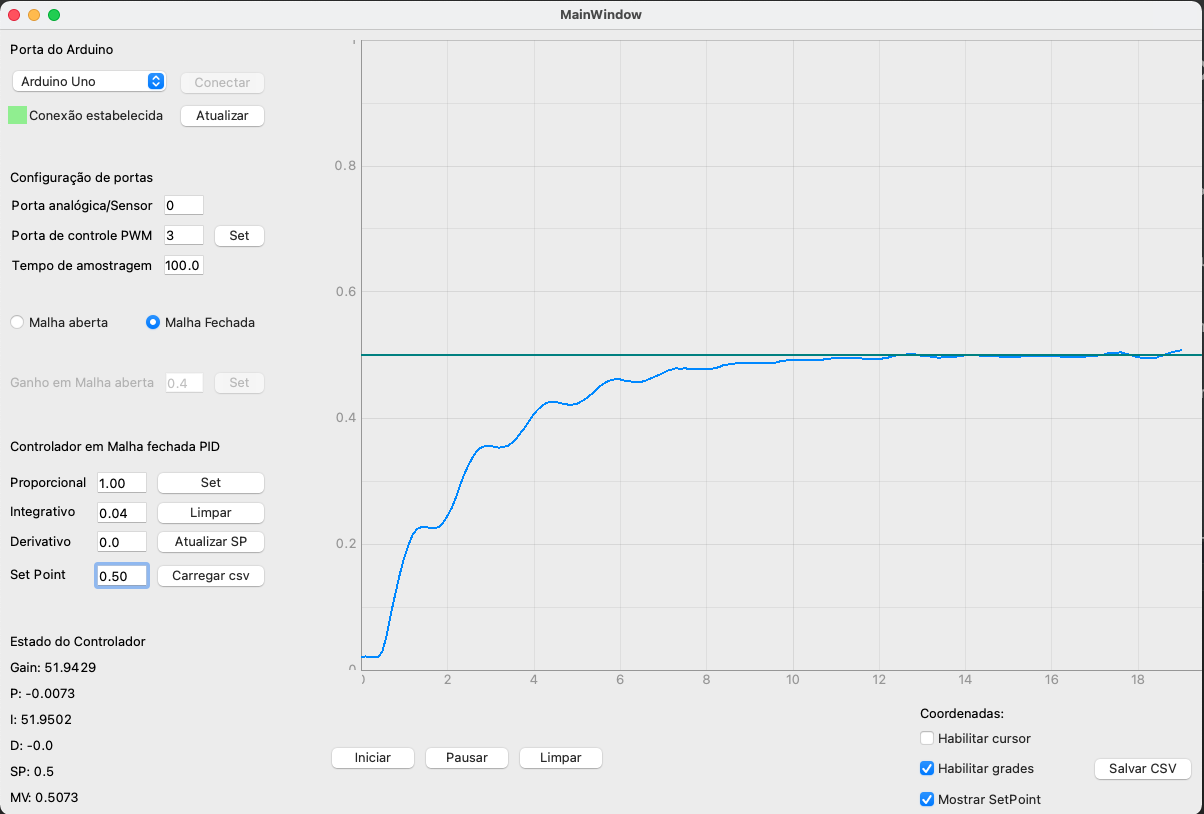 MainWindow
Porta do Arduino
Arduino Uno
Conectar
Conexão estabelecida
Atualizar
Configuração de portas
Porta analógica/Sensor 0
Porta de controle PWM 3 Set
Tempo de amostragem 100.0
Malha aberta Malha Fechada
Ganho em Malha aberta 0.4 Set
Controlador em Malha fechada PID
Proporcional 1.00 Set
Integrativo 0.04 Limpar
Derivativo 0.0 Atualizar SP
Set Point 0.50 Carregar csv
Estado do Controlador
Gain: 51.9429
P: -0.0073
I: 51.9502
D: -0.0
SP: 0.5
MV: 0.5073
1
0.8
0.6
0.4
0.2
0
0 2 4 6 8 10 12 14 16 18
Iniciar Pausar Limpar
Coordenadas:
Habilitar cursor
Habilitar grades
Mostrar SetPoint
Salvar CSV